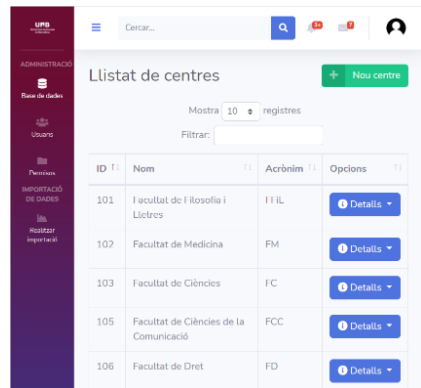 UPB
Cercar...
3+
7
ADMINISTRACIÓ
Base de dades
Usuaris
Permisos
IMPORTACIÓ
DE DADES
Realitzar
importació
Llistat de centres
+ Nou centre
Mostra 10 registres
Filtrar:
ID Nom Acrònim Opcions
101 Facultat de Filosofia i
Lletres FFiL Detalls
102 Facultat de Medicina FM Detalls
103 Facultat de Ciències FC Detalls
105 Facultat de Ciències de la
Comunicació FCC Detalls
106 Facultat de Dret FD Detalls